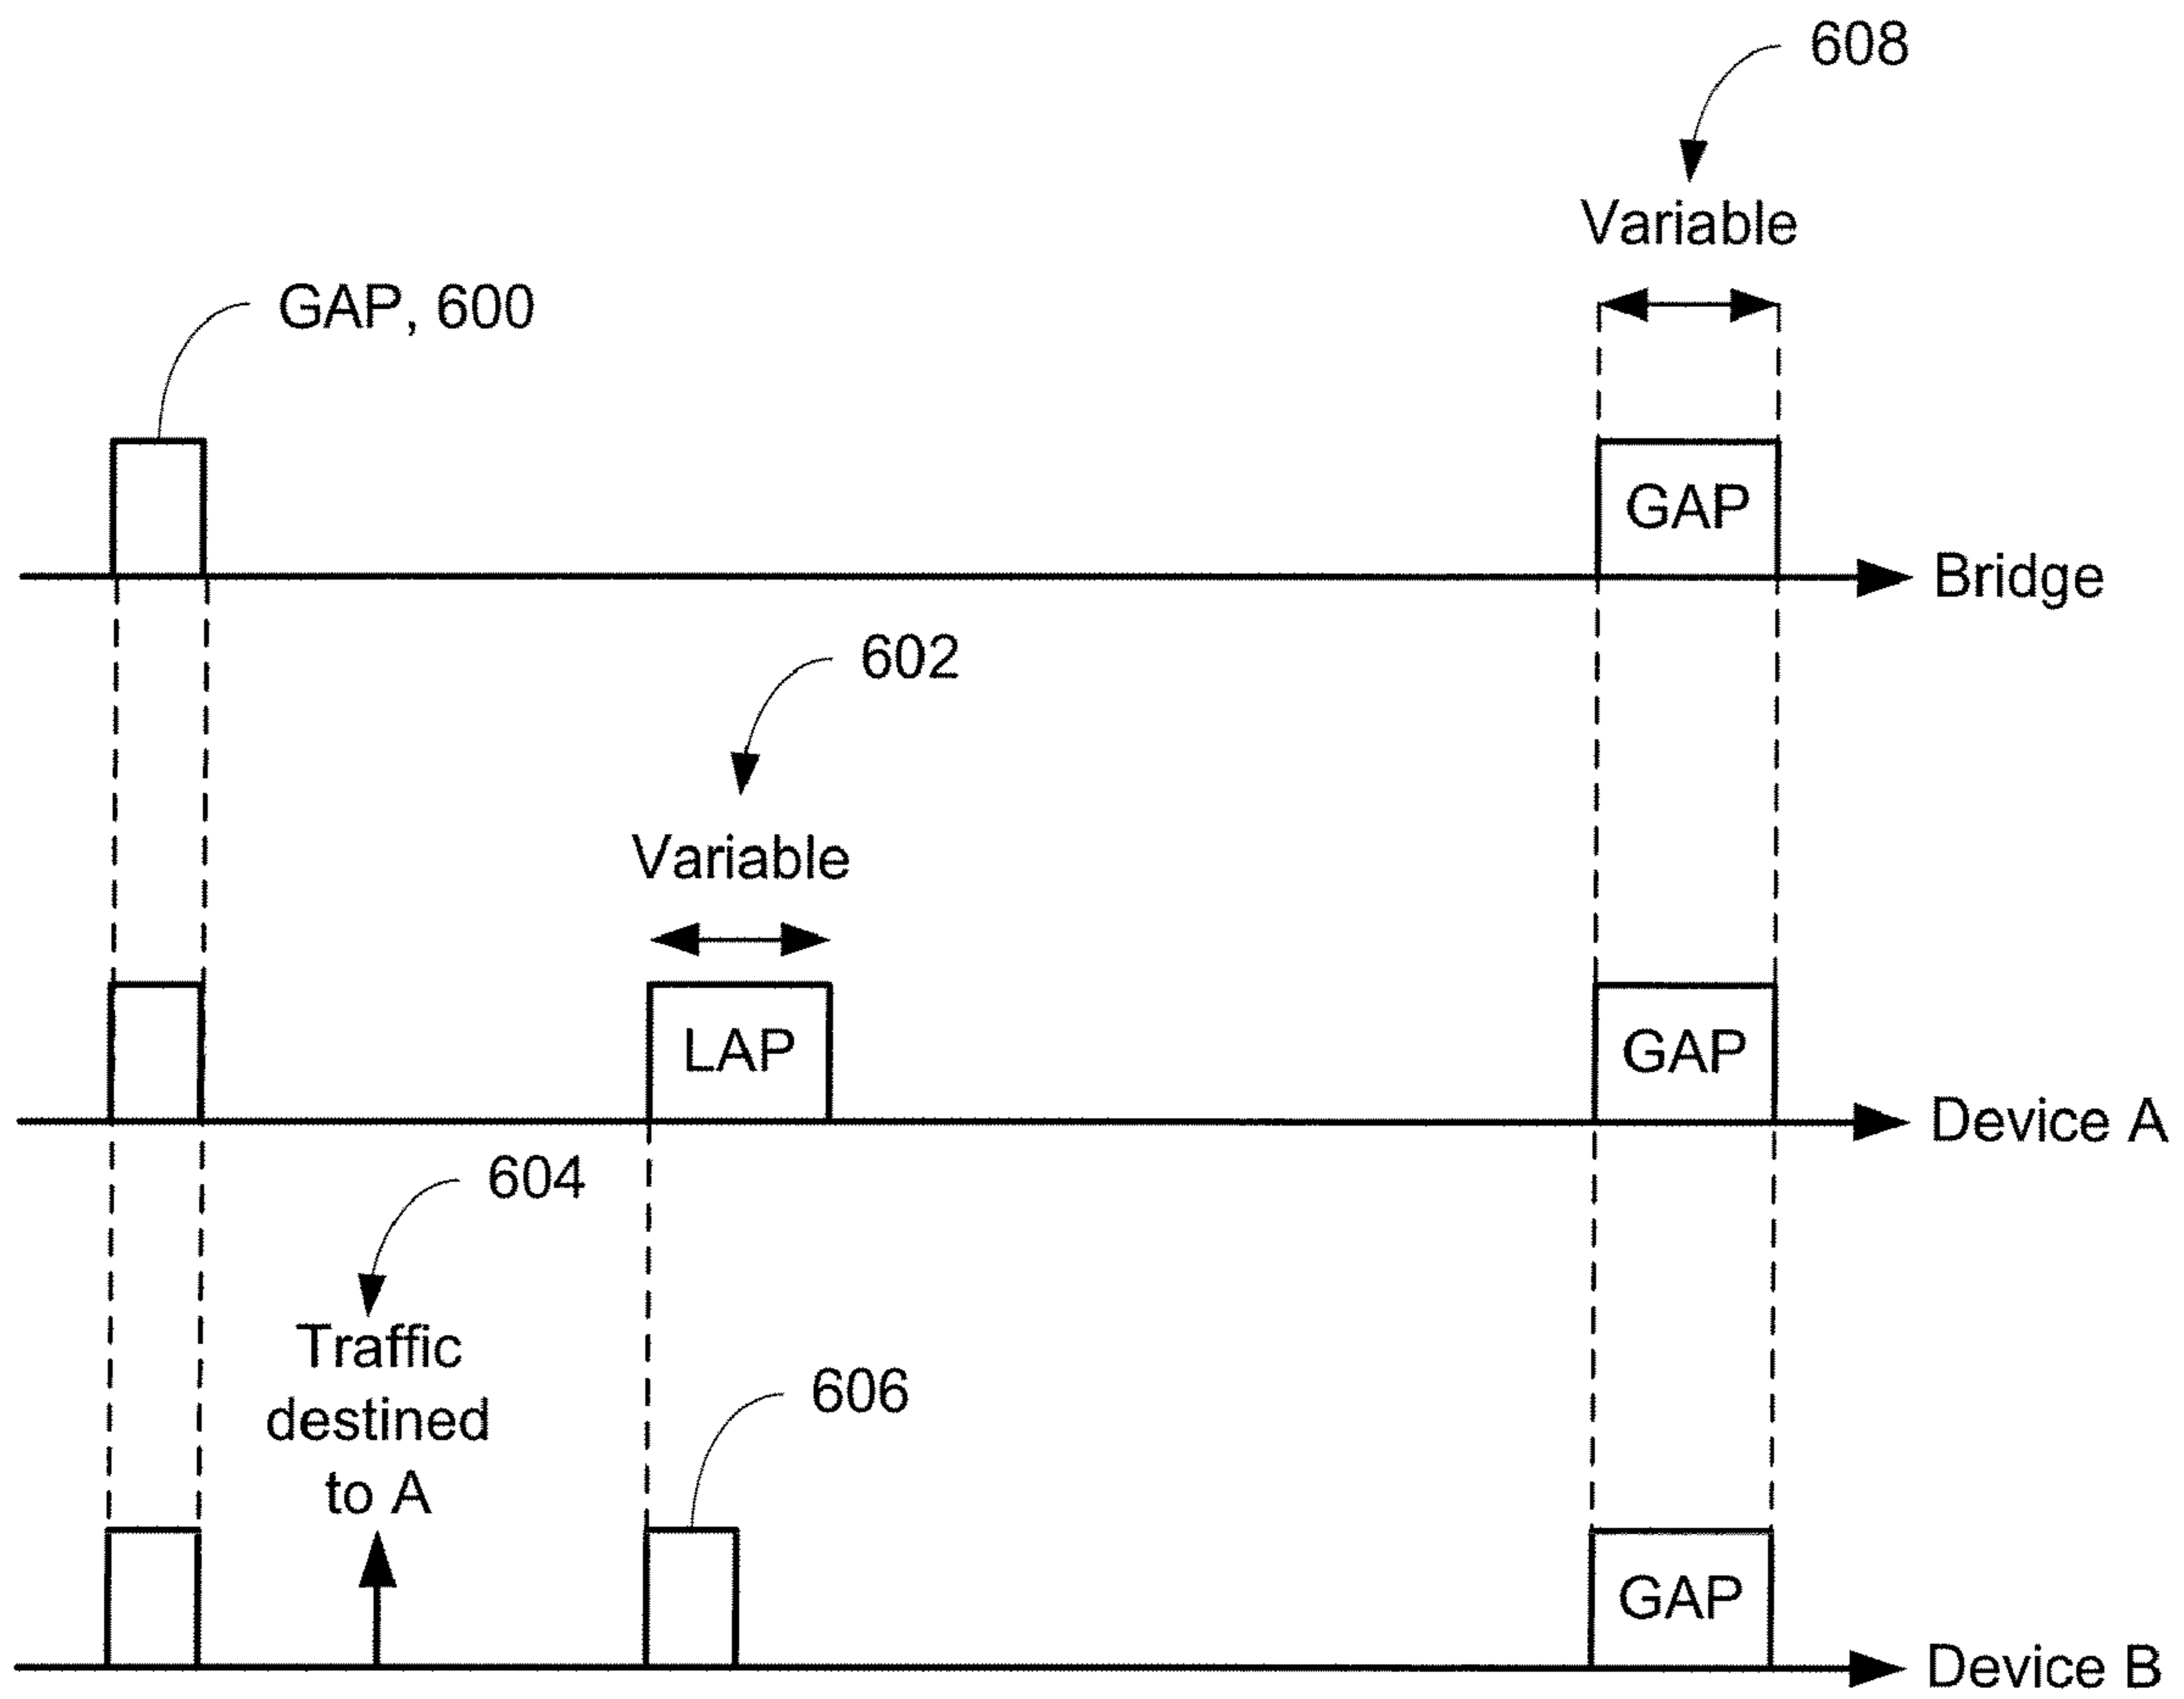 608
Variable
GAP, 600
GAP
Bridge
602
Variable
LAP
GAP
Device A
604
Traffic
destined
to A
606
GAP
Device B